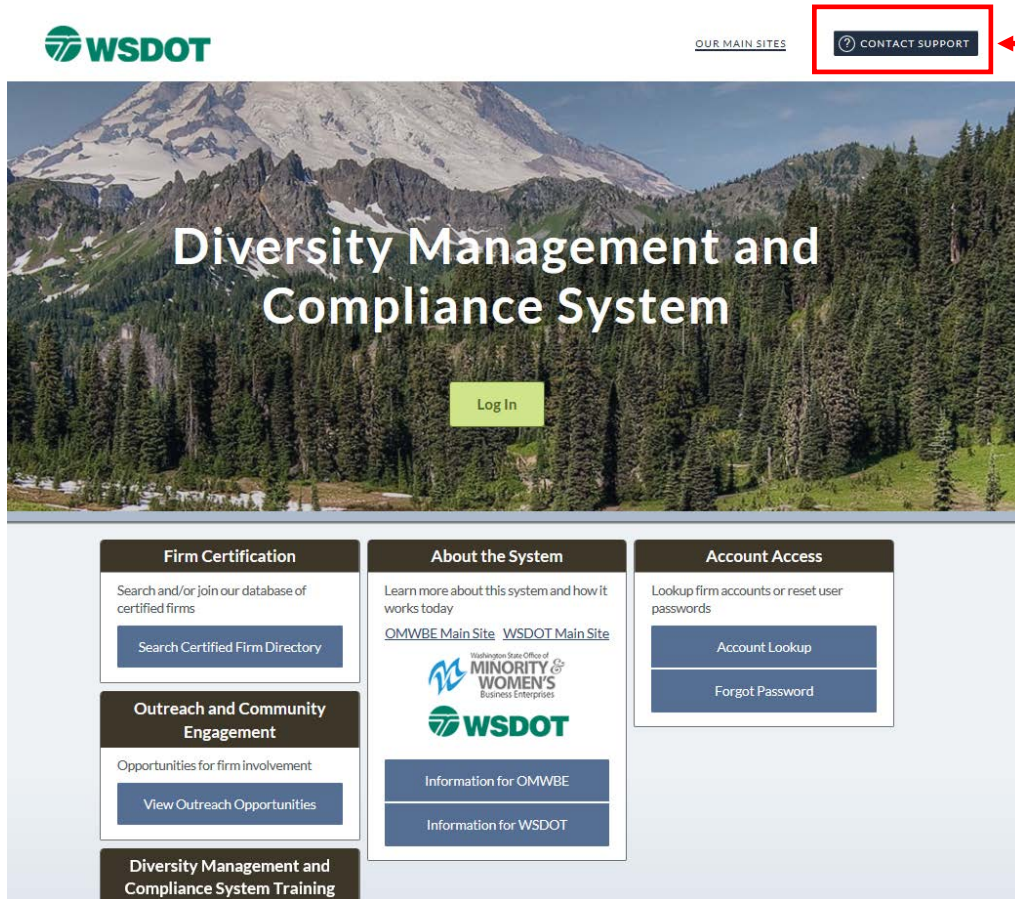 WSDOT
OUR MAIN SITES
? CONTACT SUPPORT
Diversity Management and
Compliance System
Log In
Firm Certification
Search and/or join our database of
certified firms
Search Certified Firm Directory
Outreach and Community
Engagement
Opportunities for firm involvement
View Outreach Opportunities
Diversity Management and
Compliance System Training
About the System
Learn more about this system and how it
works today
OMWBE Main Site WSDOT Main Site
Washington State Office of
MINORITY &
WOMEN'S
Business Enterprises
WSDOT
Information for OMWBE
Information for WSDOT
Account Access
Lookup firm accounts or reset user
passwords
Account Lookup
Forgot Password